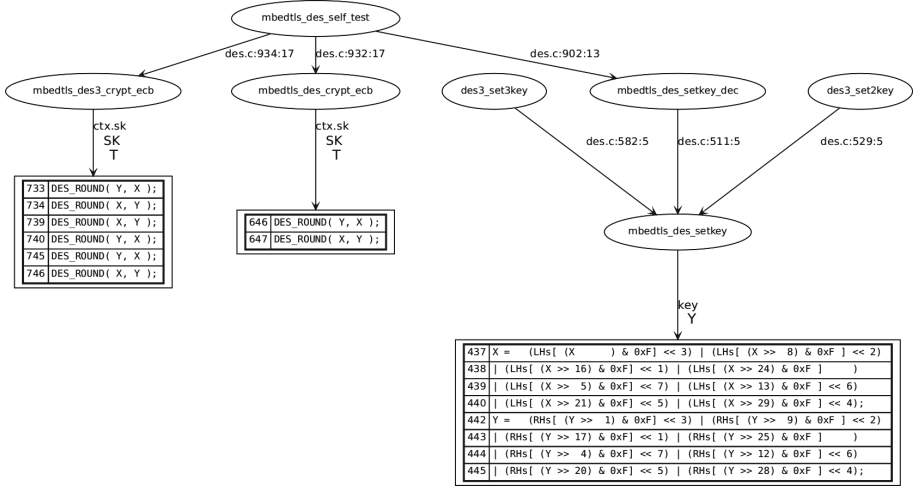 mbedtls_des_self_test
des.c:934:17
des.c:932:17
des.c:902:13
mbedtls_des3_crypt_ecb
mbedtls_des_crypt_ecb
des3_set3key
mbedtls_des_setkey_dec
des3_set2key
ctx.sk
SK
T
ctx.sk
SK
T
des.c:582:5
des.c:511:5
des.c:529:5
733 DES_ROUND( Y, X );
734 DES_ROUND( X, Y );
739 DES_ROUND( X, Y );
740 DES_ROUND( Y, X );
745 DES_ROUND( Y, X );
746 DES_ROUND( X, Y );
646 DES_ROUND( Y, X );
647 DES_ROUND( X, Y );
mbedtls_des_setkey
key
Y
437 X =   (LHs[ (X      ) & 0xF] << 3) | (LHs[ (X >>  8) & 0xF ] << 2)
438 | (LHs[ (X >> 16) & 0xF] << 1) | (LHs[ (X >> 24) & 0xF ]     )
439 | (LHs[ (X >>  5) & 0xF] << 7) | (LHs[ (X >> 13) & 0xF ] << 6)
440 | (LHs[ (X >> 21) & 0xF] << 5) | (LHs[ (X >> 29) & 0xF ] << 4);
442 Y =   (RHs[ (Y >>  1) & 0xF] << 3) | (RHs[ (Y >>  9) & 0xF ] << 2)
443 | (RHs[ (Y >> 17) & 0xF] << 1) | (RHs[ (Y >> 25) & 0xF ]     )
444 | (RHs[ (Y >>  4) & 0xF] << 7) | (RHs[ (Y >> 12) & 0xF ] << 6)
445 | (RHs[ (Y >> 20) & 0xF] << 5) | (RHs[ (Y >> 28) & 0xF ] << 4);